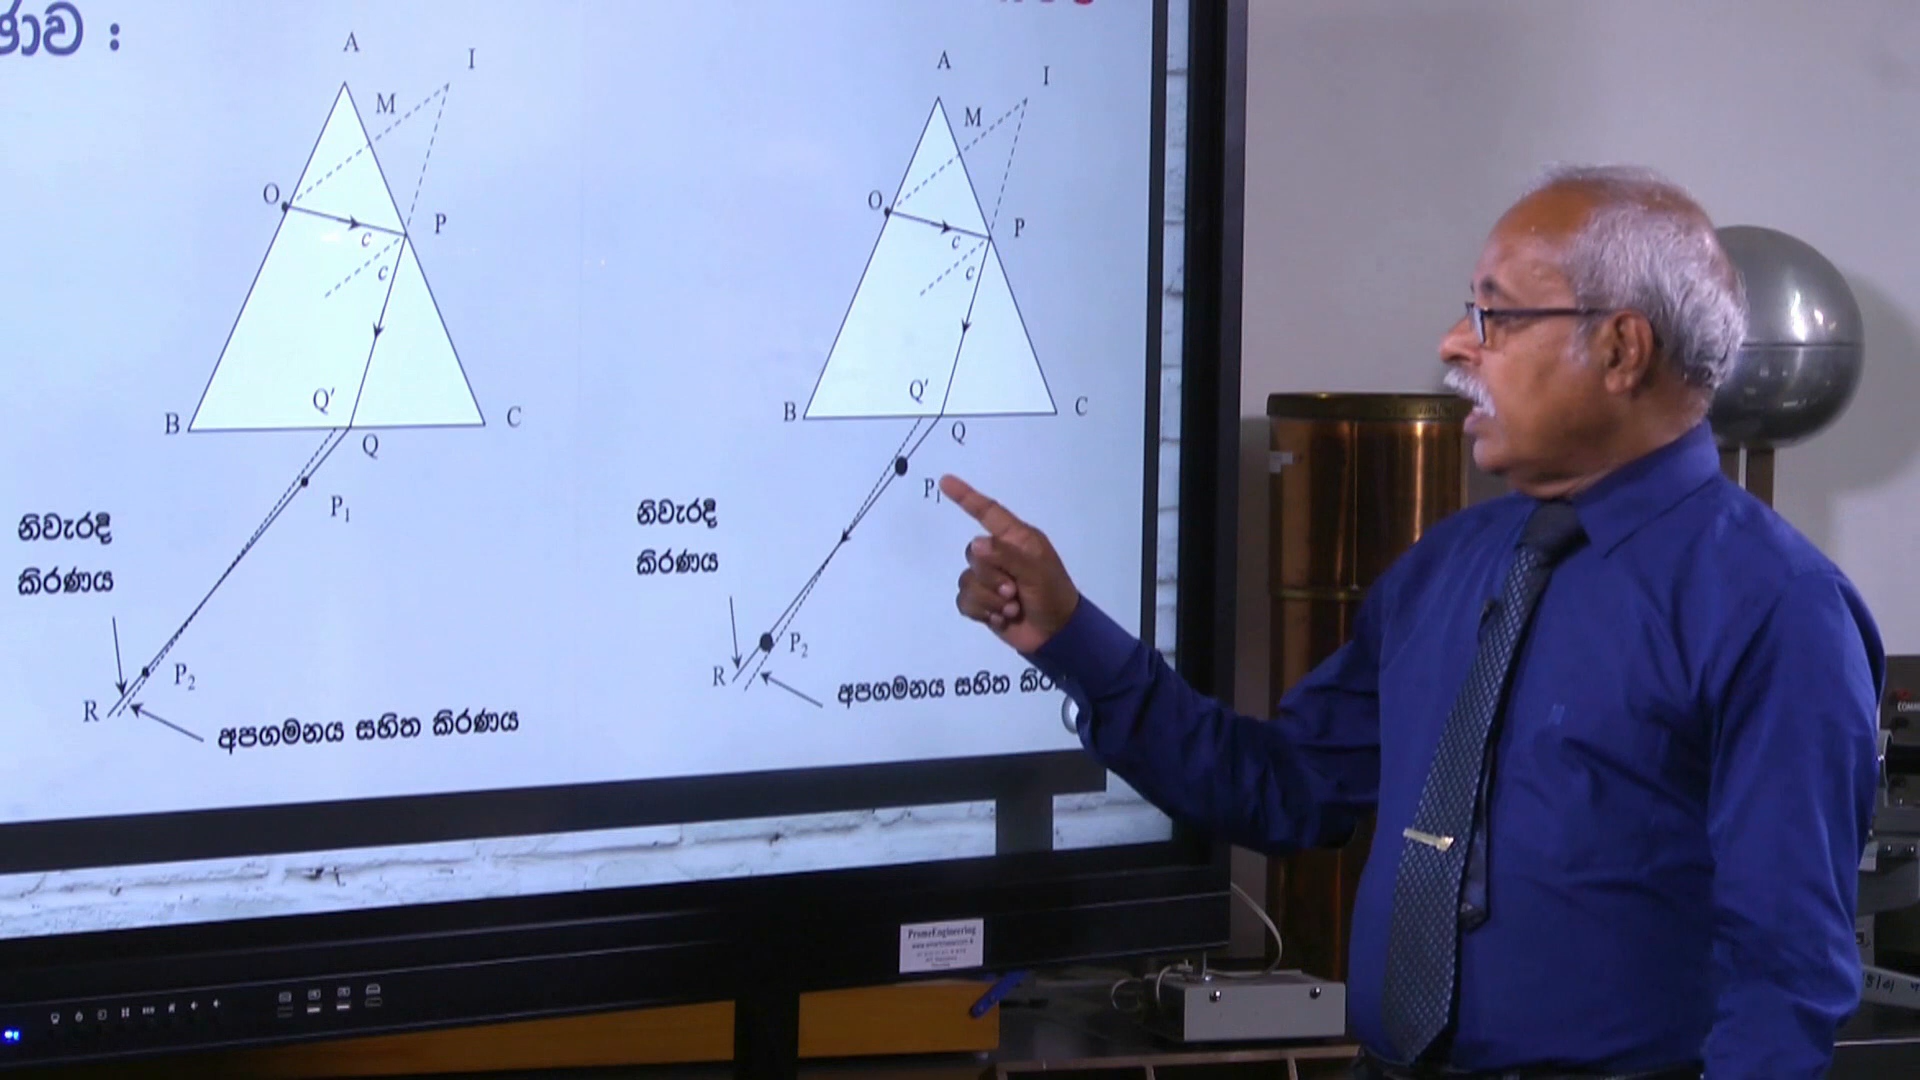 A
I
M
O
P
c
c
Q′
B
C
Q
P₁
නිවැරදි
කිරණය
P₂
R
අපගමනය සහිත කිරණය
A
I
M
O
P
c
c
Q′
B
C
Q
P₁
නිවැරදි
කිරණය
P₂
R
අපගමනය සහිත
PromeEngineering